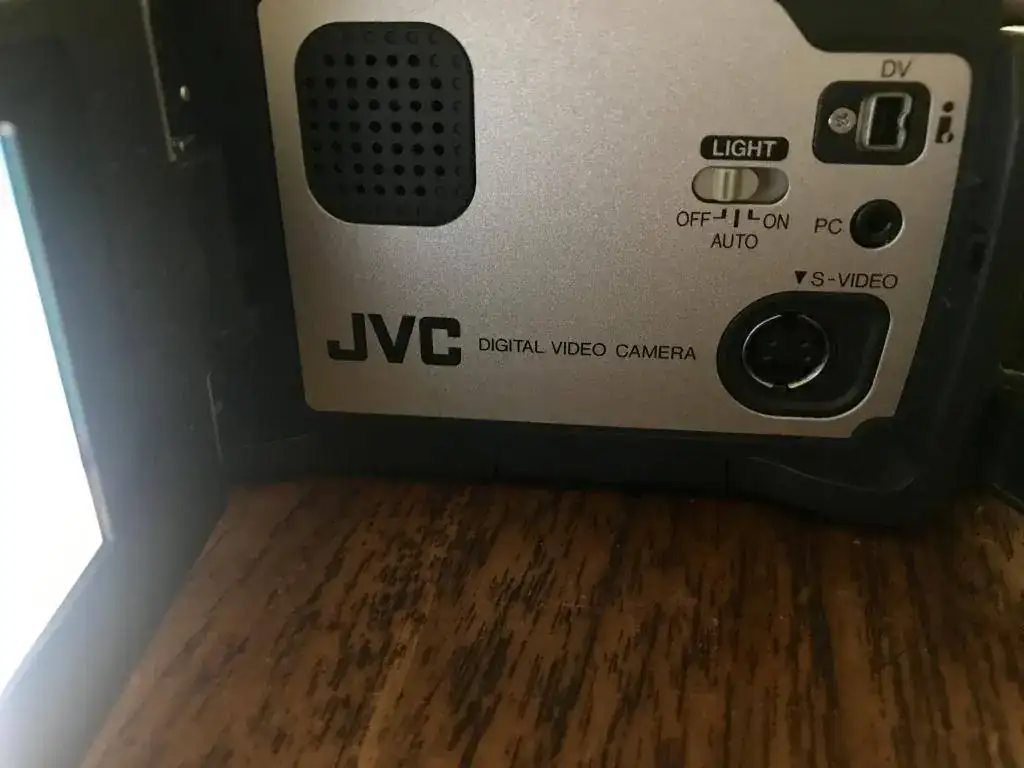 DV
LIGHT
OFF ON
AUTO
PC
▼ S-VIDEO
JVC DIGITAL VIDEO CAMERA